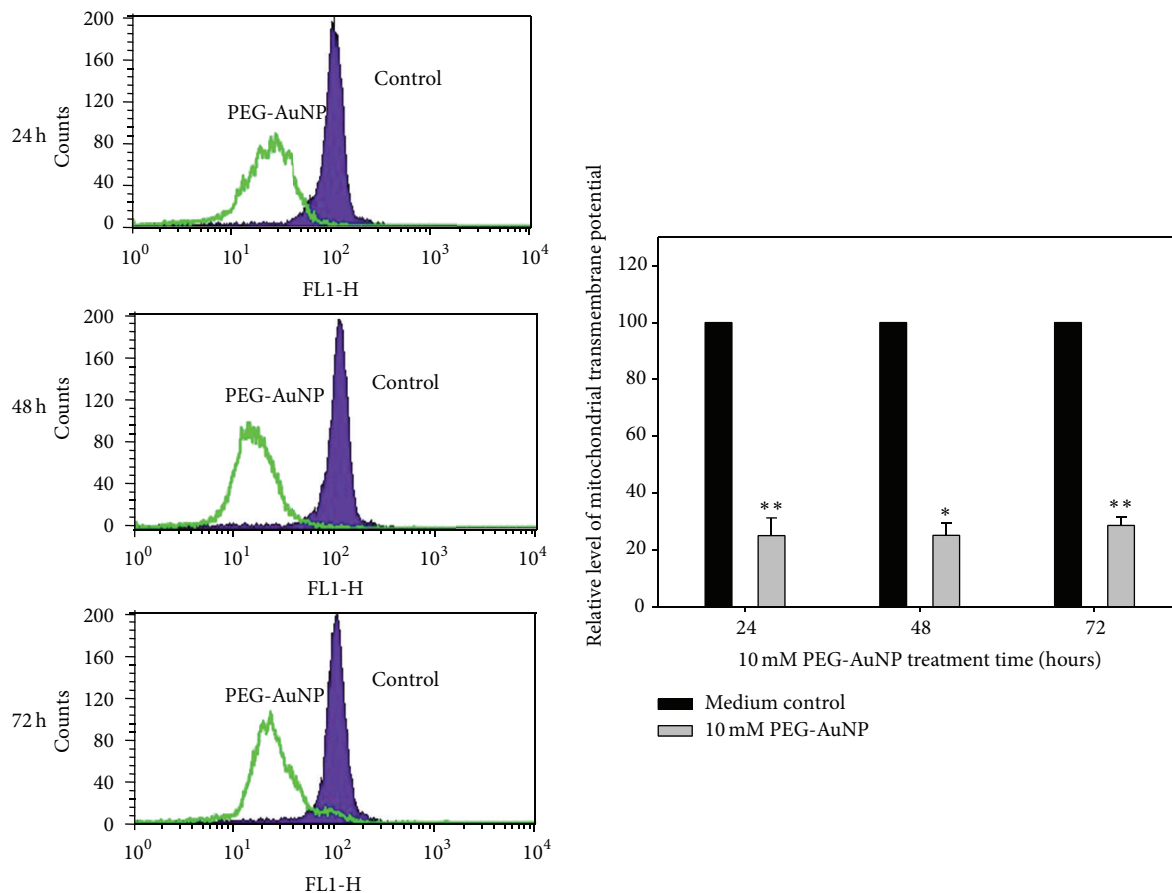 24 h
Counts
200
160
120
80
40
0
PEG-AuNP
Control
10^0 10^1 10^2 10^3 10^4
FL1-H
48 h
Counts
200
160
120
80
40
0
PEG-AuNP
Control
10^0 10^1 10^2 10^3 10^4
FL1-H
72 h
Counts
200
160
120
80
40
0
PEG-AuNP
Control
10^0 10^1 10^2 10^3 10^4
FL1-H
Relative level of mitochondrial transmembrane potential
120
100
80
60
40
20
0
** * **
24 48 72
10 mM PEG-AuNP treatment time (hours)
Medium control
10 mM PEG-AuNP